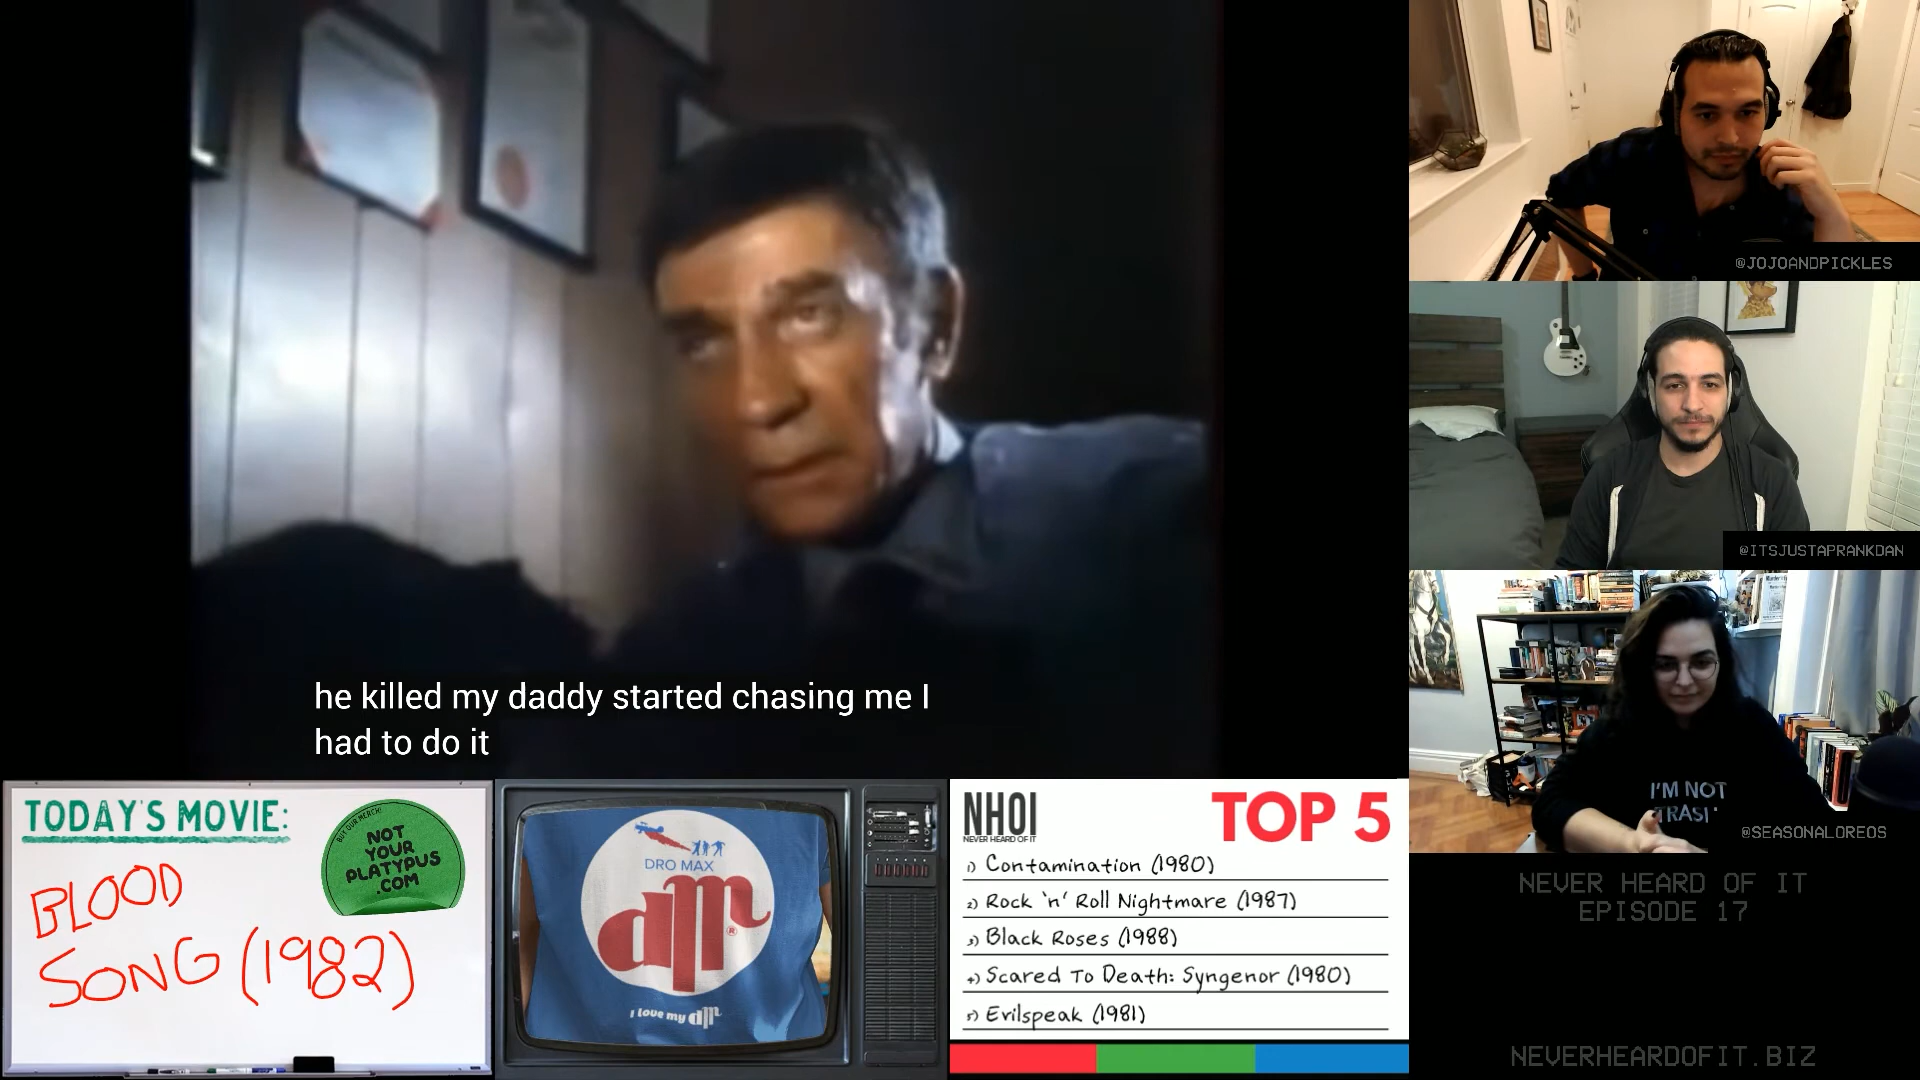 he killed my daddy started chasing me I
had to do it
@JOJOANDPICKLES
@ITSJUSTAPRANKDAN
I'M NOT
TRASH
@SEASONALOREOS
TODAY'S MOVIE:
BUY OUR MERCH!
NOT
YOUR
PLATYPUS
.COM
BLOOD
SONG (1982)
DRO MAX
dm®
I love my dm
NHOI
NEVER HEARD OF IT
TOP 5
1) Contamination (1980)
2) Rock 'n' Roll Nightmare (1987)
3) Black Roses (1988)
4) Scared To Death: Syngenor (1980)
5) Evilspeak (1981)
NEVER HEARD OF IT
EPISODE 17
NEVERHEARDOFIT.BIZ